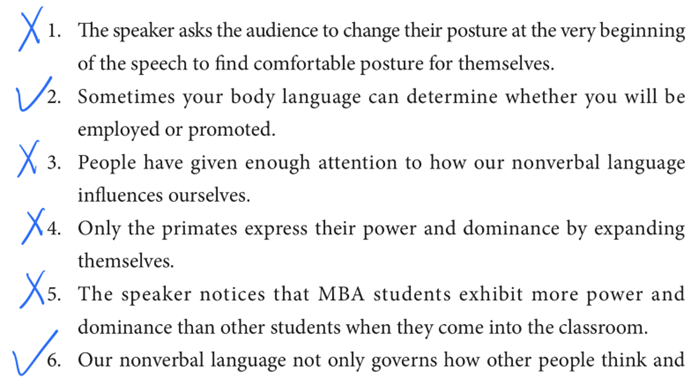 1. The speaker asks the audience to change their posture at the very beginning
of the speech to find comfortable posture for themselves.
2. Sometimes your body language can determine whether you will be
employed or promoted.
3. People have given enough attention to how our nonverbal language
influences ourselves.
4. Only the primates express their power and dominance by expanding
themselves.
5. The speaker notices that MBA students exhibit more power and
dominance than other students when they come into the classroom.
6. Our nonverbal language not only governs how other people think and